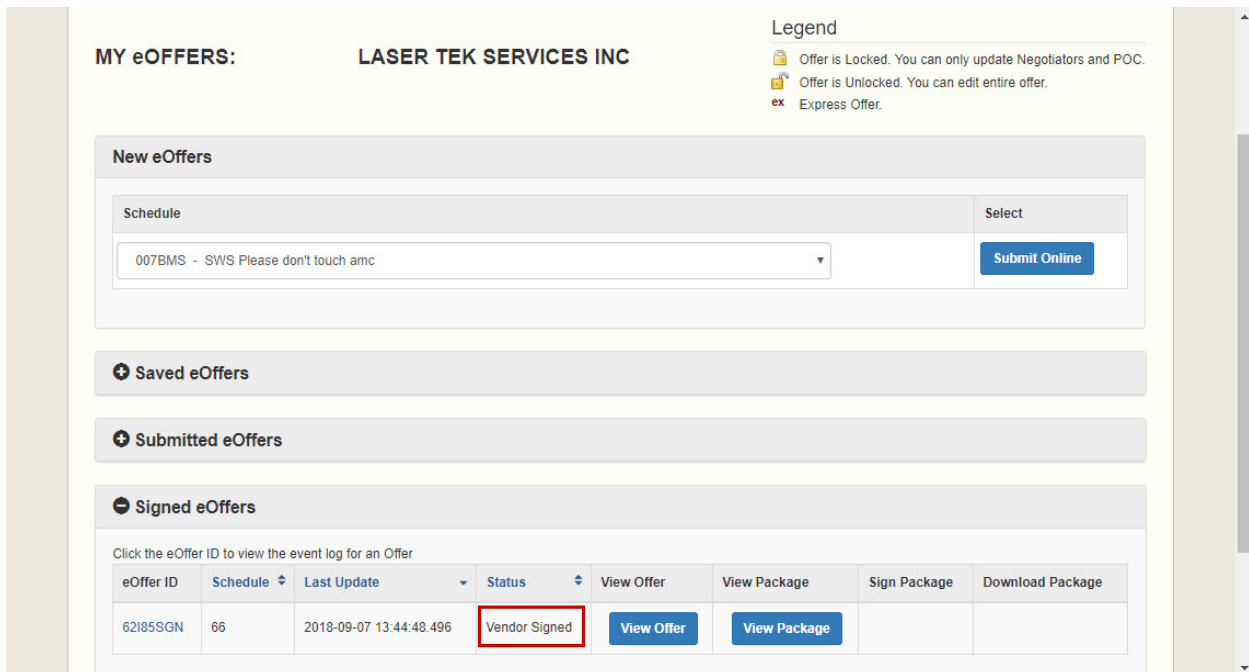 MY eOFFERS: LASER TEK SERVICES INC
Legend
Offer is Locked. You can only update Negotiators and POC.
Offer is Unlocked. You can edit entire offer.
ex Express Offer.
New eOffers
Schedule Select
007BMS - SWS Please don't touch amc Submit Online
Saved eOffers
Submitted eOffers
Signed eOffers
Click the eOffer ID to view the event log for an Offer
eOffer ID Schedule Last Update Status View Offer View Package Sign Package Download Package
62I85SGN 66 2018-09-07 13:44:48.496 Vendor Signed View Offer View Package